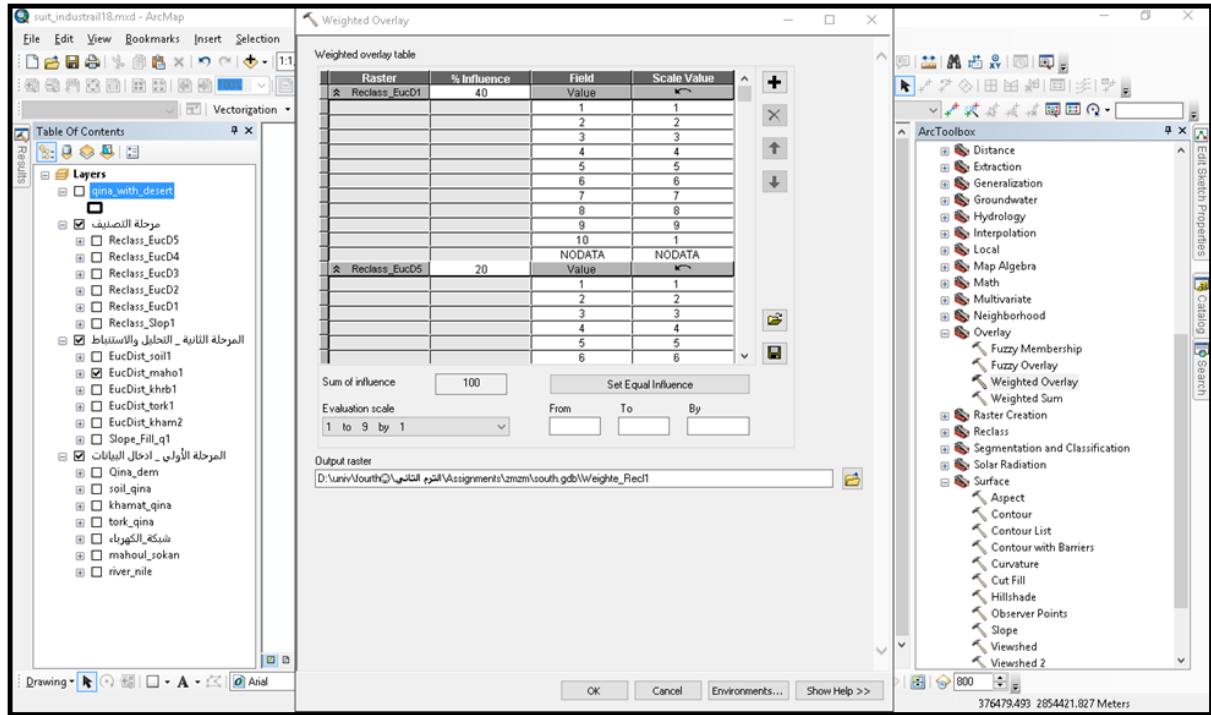 suit_industrail18.mxd - ArcMap
File Edit View Bookmarks Insert Selection
1:1
100%
Vectorization
Table Of Contents
Results
Layers
qina_with_desert
مرحلة التصنيف
Reclass_EucD5
Reclass_EucD4
Reclass_EucD3
Reclass_EucD2
Reclass_EucD1
Reclass_Slop1
المرحلة الثانية _ التحليل والاستنباط
EucDist_soil1
EucDist_maho1
EucDist_khrb1
EucDist_tork1
EucDist_kham2
Slope_Fill_q1
المرحلة الأولي _ ادخال البيانات
Qina_dem
soil_qina
khamat_qina
tork_qina
شبكة_الكهرباء
mahoul_sokan
river_nile
Drawing
A
Arial
Weighted Overlay
Weighted overlay table
Raster % Influence Field Scale Value
Reclass_EucD1 40 Value
1 1
2 2
3 3
4 4
5 5
6 6
7 7
8 8
9 9
10 1
NODATA NODATA
Reclass_EucD5 20 Value
1 1
2 2
3 3
4 4
5 5
6 6
Sum of influence 100 Set Equal Influence
Evaluation scale From To By
1 to 9 by 1
Output raster
D:\univ\fourth☺\الترم التاني\Assignments\zmzm\south.gdb\Weighte_Recl1
OK Cancel Environments... Show Help >>
ArcToolbox
Distance
Extraction
Generalization
Groundwater
Hydrology
Interpolation
Local
Map Algebra
Math
Multivariate
Neighborhood
Overlay
Fuzzy Membership
Fuzzy Overlay
Weighted Overlay
Weighted Sum
Raster Creation
Reclass
Segmentation and Classification
Solar Radiation
Surface
Aspect
Contour
Contour List
Contour with Barriers
Curvature
Cut Fill
Hillshade
Observer Points
Slope
Viewshed
Viewshed 2
Edit Sketch Properties
Catalog
Search
800
376479.493 2854421.827 Meters